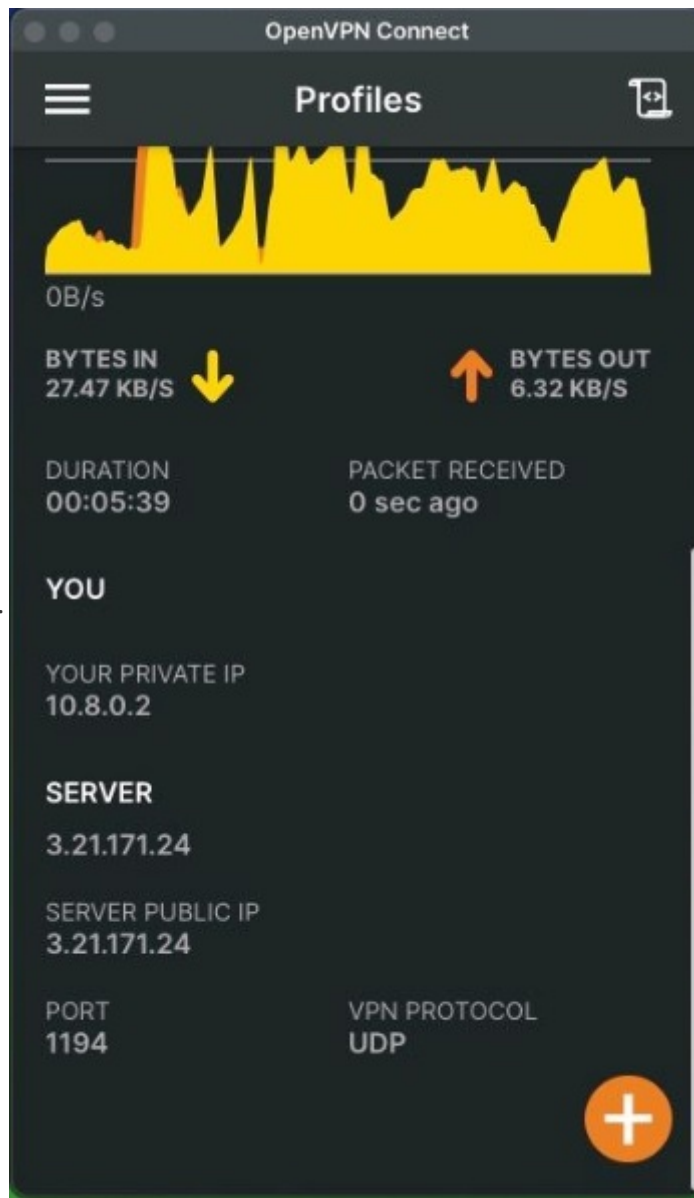 OpenVPN Connect
Profiles
0B/s
BYTES IN
27.47 KB/S
BYTES OUT
6.32 KB/S
DURATION
00:05:39
PACKET RECEIVED
0 sec ago
YOU
YOUR PRIVATE IP
10.8.0.2
SERVER
3.21.171.24
SERVER PUBLIC IP
3.21.171.24
PORT
1194
VPN PROTOCOL
UDP